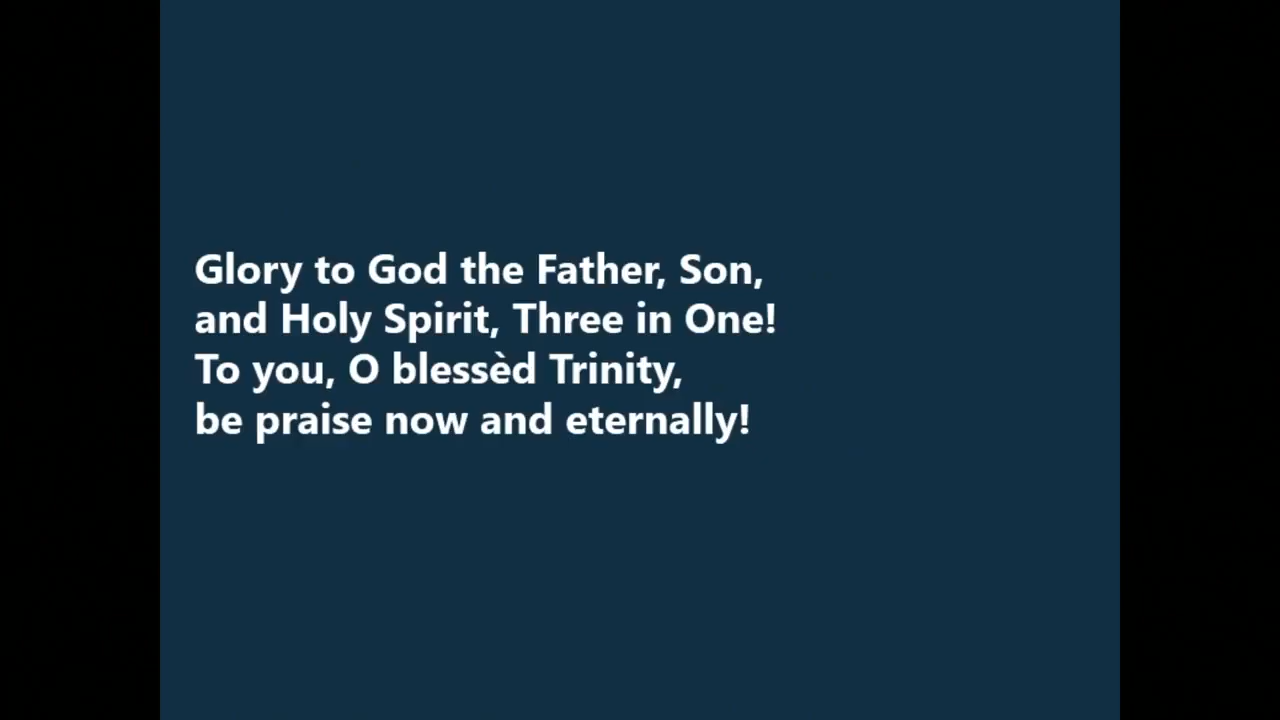 Glory to God the Father, Son,
and Holy Spirit, Three in One!
To you, O blessèd Trinity,
be praise now and eternally!